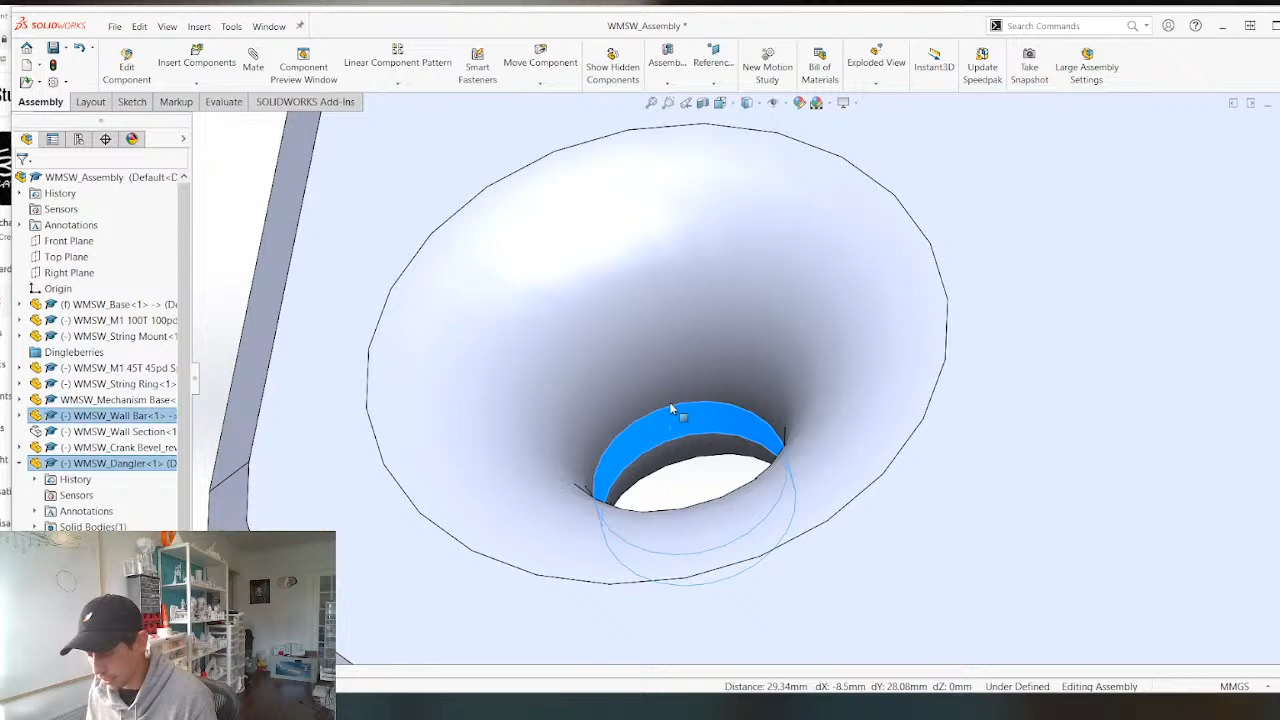 SOLIDWORKS File Edit View Insert Tools Window WMSW_Assembly * Search Commands
Edit Component Insert Components Mate Component Preview Window Linear Component Pattern Smart Fasteners Move Component Show Hidden Components Assemb... Referenc... New Motion Study Bill of Materials Exploded View Instant3D Update Speedpak Take Snapshot Large Assembly Settings
Assembly Layout Sketch Markup Evaluate SOLIDWORKS Add-Ins
WMSW_Assembly (Default<D
History
Sensors
Annotations
Front Plane
Top Plane
Right Plane
Origin
(f) WMSW_Base<1> -> (De
(-) WMSW_M1 100T 100pd
(-) WMSW_String Mount<1
Dingleberries
(-) WMSW_M1 45T 45pd S
(-) WMSW_String Ring<1>
WMSW_Mechanism Base<
(-) WMSW_Wall Bar<1> ->
(-) WMSW_Wall Section<1
(-) WMSW_Crank Bevel_rev
(-) WMSW_Dangler<1> (D
History
Sensors
Annotations
Solid Bodies(1)
Distance: 29.34mm dX: -8.5mm dY: 28.08mm dZ: 0mm Under Defined Editing Assembly MMGS